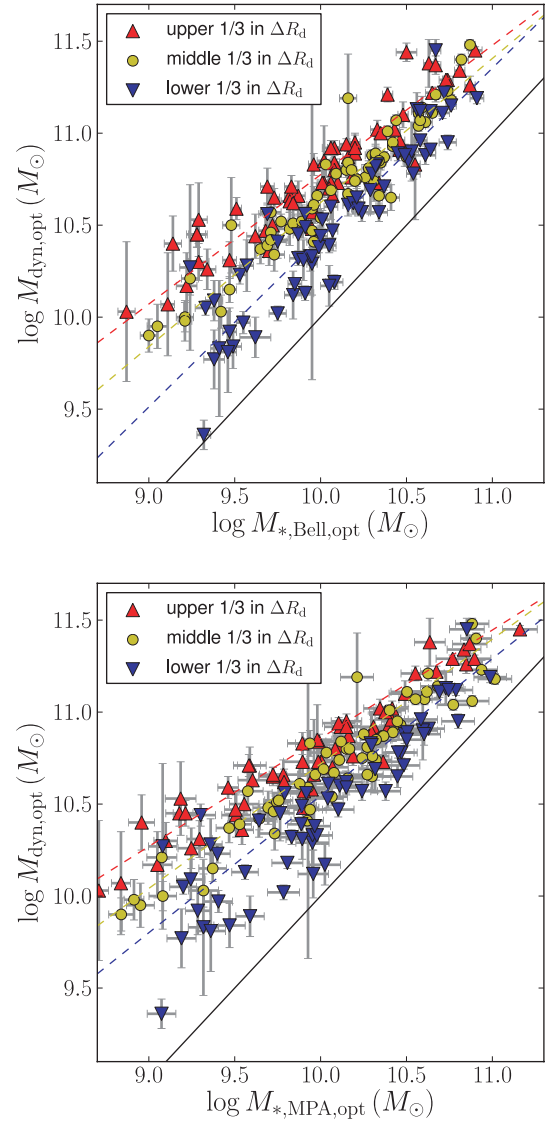 upper 1/3 in ΔR_d
middle 1/3 in ΔR_d
lower 1/3 in ΔR_d
11.5
11.0
10.5
10.0
9.5
log M_dyn,opt (M_⊙)
9.0 9.5 10.0 10.5 11.0
log M_*,Bell,opt (M_⊙)
upper 1/3 in ΔR_d
middle 1/3 in ΔR_d
lower 1/3 in ΔR_d
11.5
11.0
10.5
10.0
9.5
log M_dyn,opt (M_⊙)
9.0 9.5 10.0 10.5 11.0
log M_*,MPA,opt (M_⊙)